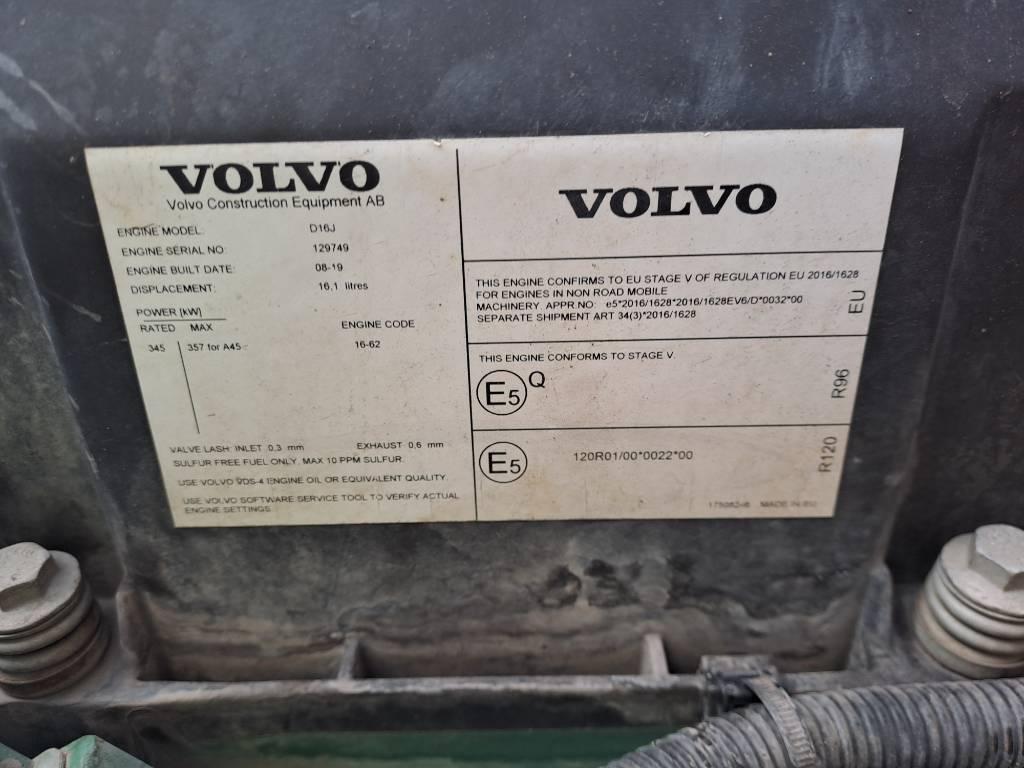 VOLVO
Volvo Construction Equipment AB
ENGINE MODEL: D16J
ENGINE SERIAL NO: 129749
ENGINE BUILT DATE: 08-19
DISPLACEMENT: 16,1 litres
POWER [kW]
RATED MAX ENGINE CODE
345 357 for A45 16-62
VALVE LASH: INLET 0,3 mm EXHAUST 0,6 mm
SULFUR FREE FUEL ONLY, MAX 10 PPM SULFUR.
USE VOLVO VDS-4 ENGINE OIL OR EQUIVALENT QUALITY.
USE VOLVO SOFTWARE SERVICE TOOL TO VERIFY ACTUAL
ENGINE SETTINGS
VOLVO
THIS ENGINE CONFIRMS TO EU STAGE V OF REGULATION EU 2016/1628
FOR ENGINES IN NON ROAD MOBILE
MACHINERY. APPR.NO: e5*2016/1628*2016/1628EV6/D*0032*00
SEPARATE SHIPMENT ART 34(3)*2016/1628
EU
THIS ENGINE CONFORMS TO STAGE V.
E5 Q
R96
E5 120R01/00*0022*00
R120
MADE IN